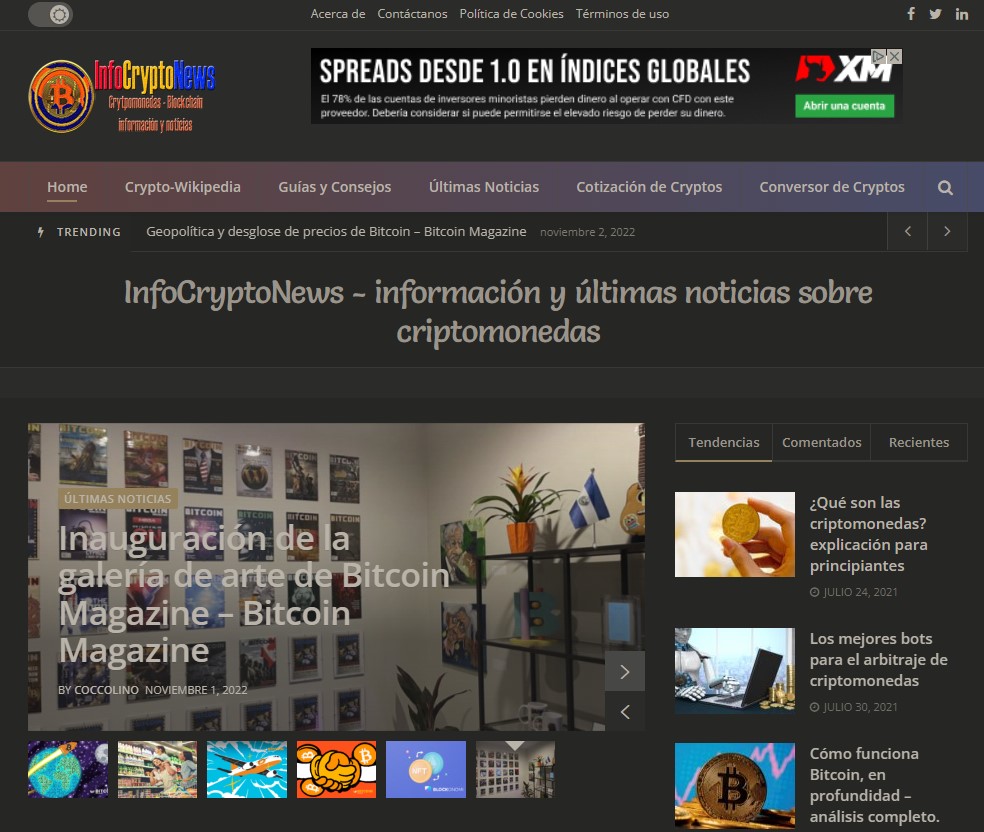 Acerca de Contáctanos Política de Cookies Términos de uso
InfoCryptoNews
Crytpomonedas - Blockchain
información y noticias
SPREADS DESDE 1.0 EN ÍNDICES GLOBALES
XM
El 78% de las cuentas de inversores minoristas pierden dinero al operar con CFD con este
proveedor. Debería considerar si puede permitirse el elevado riesgo de perder su dinero.
Abrir una cuenta
Home Crypto-Wikipedia Guías y Consejos Últimas Noticias Cotización de Cryptos Conversor de Cryptos
TRENDING Geopolítica y desglose de precios de Bitcoin – Bitcoin Magazine noviembre 2, 2022
InfoCryptoNews - información y últimas noticias sobre
criptomonedas
ÚLTIMAS NOTICIAS
Inauguración de la
galería de arte de Bitcoin
Magazine – Bitcoin
Magazine
BY COCCOLINO NOVIEMBRE 1, 2022
NFT
Tendencias Comentados Recientes
¿Qué son las
criptomonedas?
explicación para
principiantes
JULIO 24, 2021
Los mejores bots
para el arbitraje de
criptomonedas
JULIO 30, 2021
Cómo funciona
Bitcoin, en
profundidad –
análisis completo.